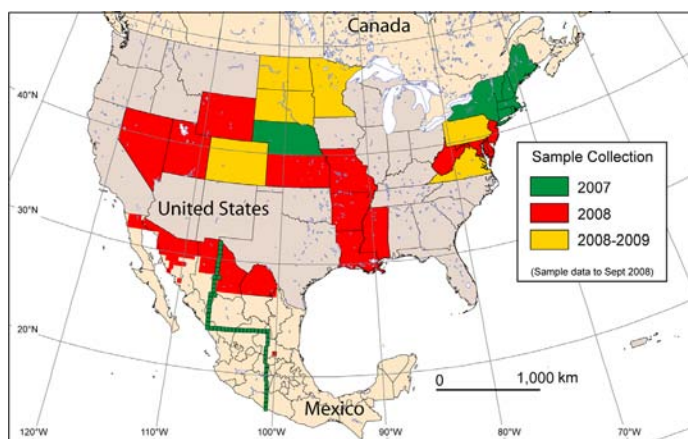 Canada
40°N
Sample Collection
2007
2008
2008-2009
(Sample data to Sept 2008)
30°N
United States
20°N
0 1,000 km
Mexico
120°W
110°W
100°W
90°W
80°W
70°W